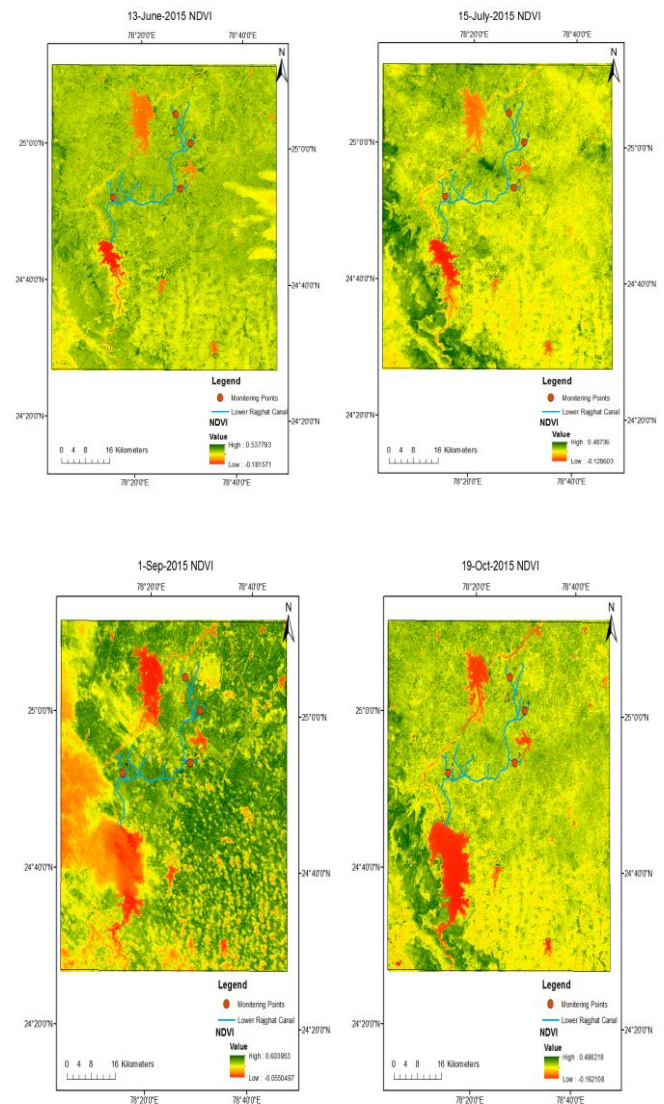 13-June-2015 NDVI
78°20'0"E 78°40'0"E
N
25°0'0"N 25°0'0"N
24°40'0"N 24°40'0"N
24°20'0"N 24°20'0"N
Legend
Monitering Points
Lower Rajghat Canal
NDVI
Value
High : 0.537793
Low : -0.181571
0 4 8 16 Kilometers
78°20'0"E 78°40'0"E
15-July-2015 NDVI
78°20'0"E 78°40'0"E
N
25°0'0"N 25°0'0"N
24°40'0"N 24°40'0"N
24°20'0"N 24°20'0"N
Legend
Monitering Points
Lower Rajghat Canal
NDVI
Value
High : 0.48736
Low : -0.128603
0 4 8 16 Kilometers
78°20'0"E 78°40'0"E
1-Sep-2015 NDVI
78°20'0"E 78°40'0"E
N
25°0'0"N 25°0'0"N
24°40'0"N 24°40'0"N
24°20'0"N 24°20'0"N
Legend
Monitering Points
Lower Rajghat Canal
NDVI
Value
High : 0.603953
Low : -0.0550497
0 4 8 16 Kilometers
78°20'0"E 78°40'0"E
19-Oct-2015 NDVI
78°20'0"E 78°40'0"E
N
25°0'0"N 25°0'0"N
24°40'0"N 24°40'0"N
24°20'0"N 24°20'0"N
Legend
Monitering Points
Lower Rajghat Canal
NDVI
Value
High : 0.498218
Low : -0.162108
0 4 8 16 Kilometers
78°20'0"E 78°40'0"E